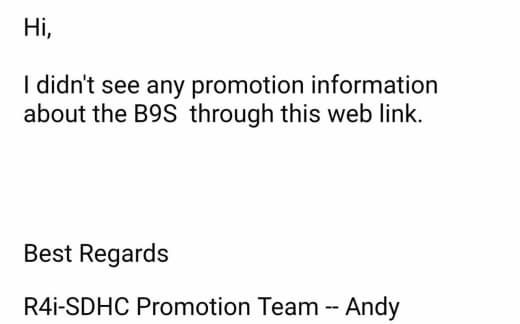 Hi,
I didn't see any promotion information
about the B9S  through this web link.
Best Regards
R4i-SDHC Promotion Team -- Andy